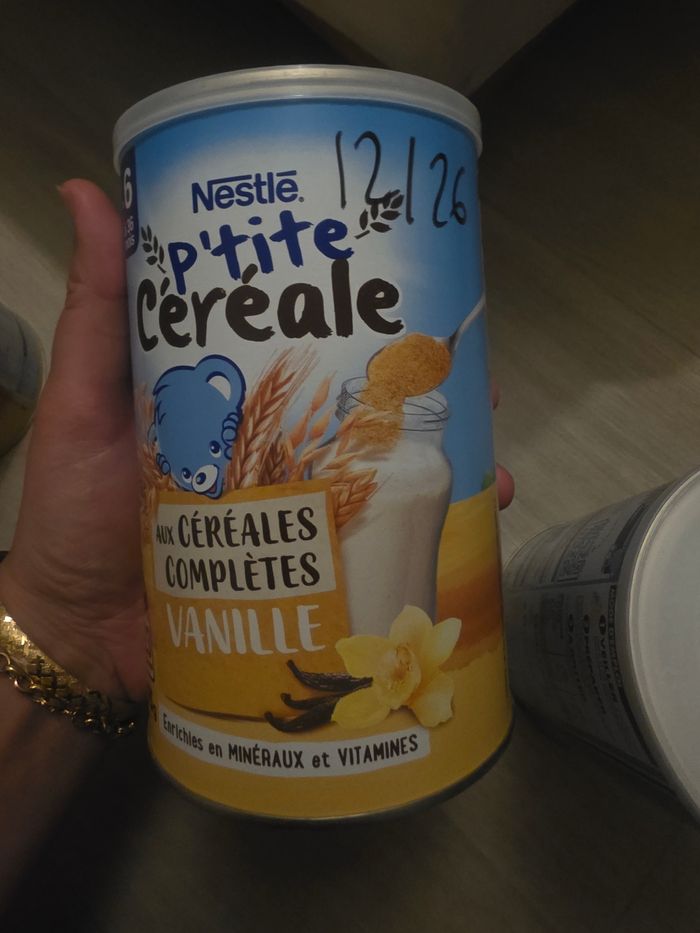 12/26
6
Nestlé.
p'tite
Céréale
AUX CÉRÉALES
COMPLÈTES
VANILLE
Enrichies en MINÉRAUX et VITAMINES